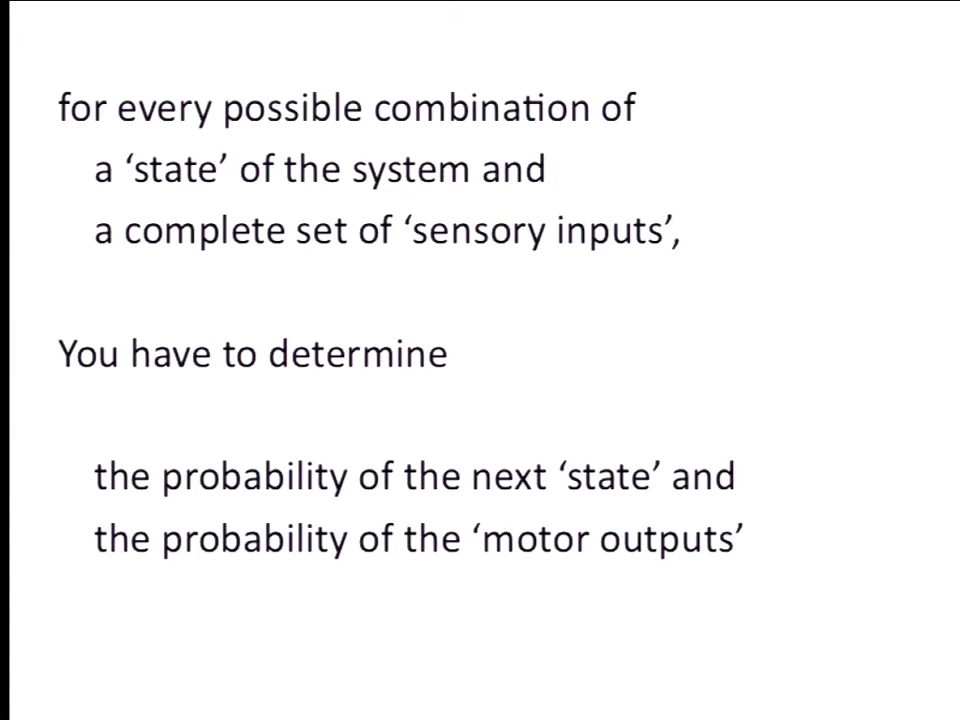 for every possible combination of
a ‘state’ of the system and
a complete set of ‘sensory inputs’,
You have to determine
the probability of the next ‘state’ and
the probability of the ‘motor outputs’